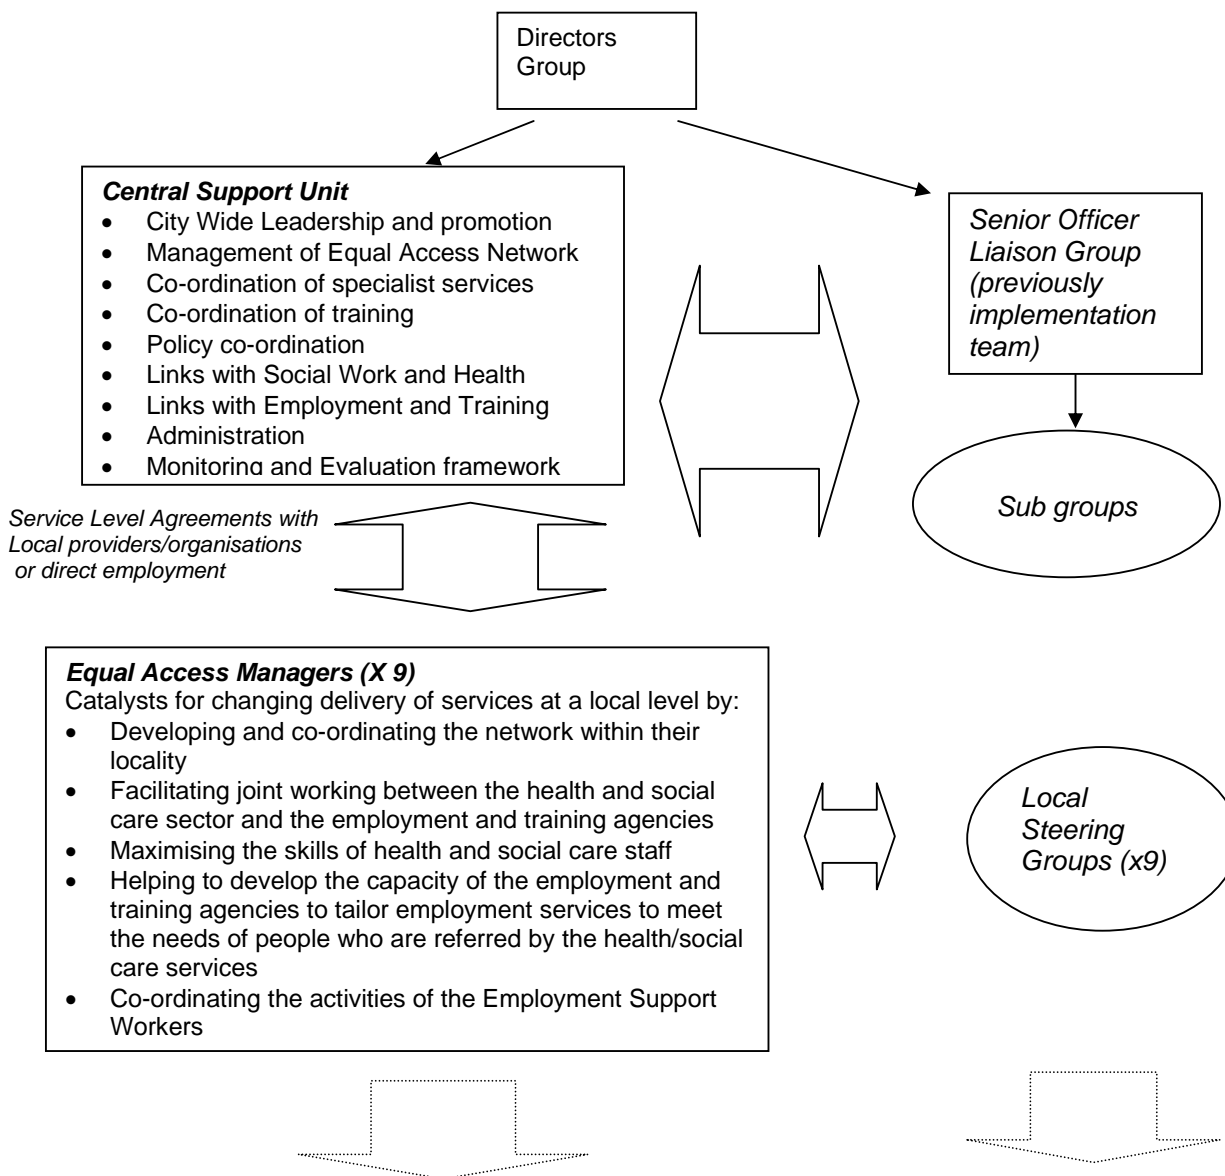 Directors
Group
Central Support Unit
• City Wide Leadership and promotion
• Management of Equal Access Network
• Co-ordination of specialist services
• Co-ordination of training
• Policy co-ordination
• Links with Social Work and Health
• Links with Employment and Training
• Administration
• Monitoring and Evaluation framework
Senior Officer
Liaison Group
(previously
implementation
team)
Sub groups
Service Level Agreements with
Local providers/organisations
or direct employment
Equal Access Managers (X 9)
Catalysts for changing delivery of services at a local level by:
• Developing and co-ordinating the network within their
locality
• Facilitating joint working between the health and social
care sector and the employment and training agencies
• Maximising the skills of health and social care staff
• Helping to develop the capacity of the employment and
training agencies to tailor employment services to meet
the needs of people who are referred by the health/social
care services
• Co-ordinating the activities of the Employment Support
Workers
Local
Steering
Groups (x9)